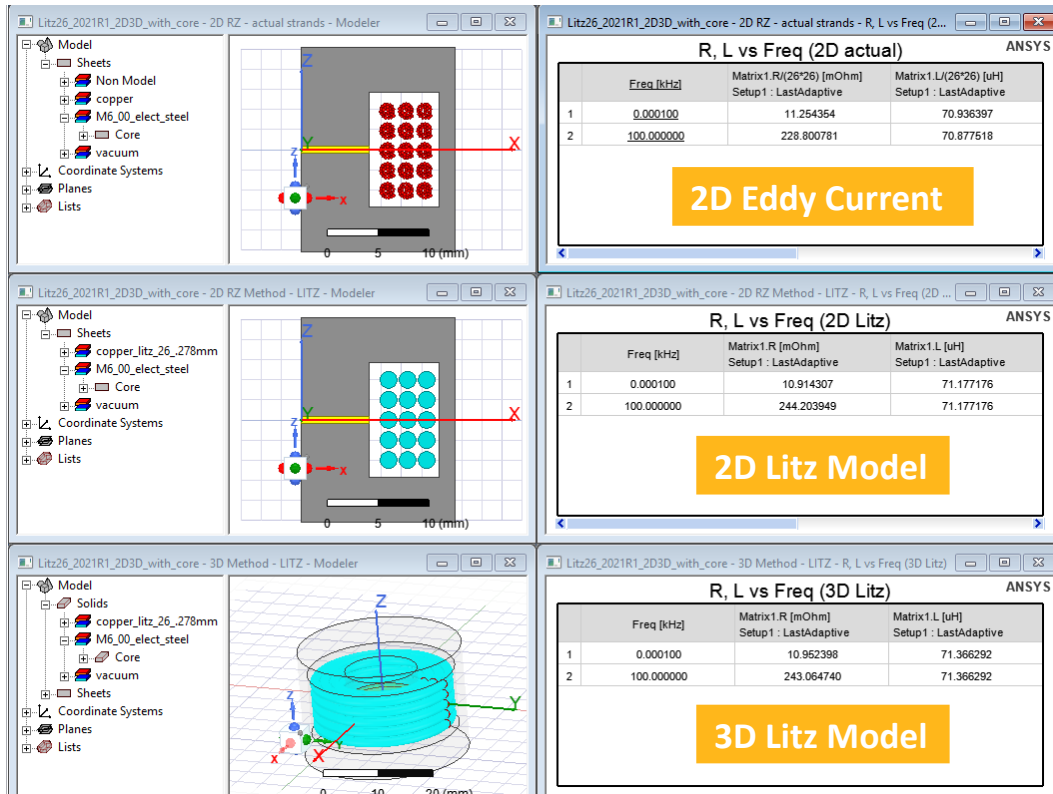 Litz26_2021R1_2D3D_with_core - 2D RZ - actual strands - Modeler
Model
Sheets
Non Model
copper
M6_00_elect_steel
Core
vacuum
Coordinate Systems
Planes
Lists
Z
Y
X
Z
X
0 5 10 (mm)
Litz26_2021R1_2D3D_with_core - 2D RZ - actual strands - R, L vs Freq (2...
R, L vs Freq (2D actual)
ANSYS
Freq [kHz] Matrix1.R/(26*26) [mOhm] Matrix1.L/(26*26) [uH]
Setup1 : LastAdaptive Setup1 : LastAdaptive
1 0.000100 11.254354 70.936397
2 100.000000 228.800781 70.877518
2D Eddy Current
Litz26_2021R1_2D3D_with_core - 2D RZ Method - LITZ - Modeler
Model
Sheets
copper_litz_26_.278mm
M6_00_elect_steel
Core
vacuum
Coordinate Systems
Planes
Lists
Z
Y
X
Z
X
0 5 10 (mm)
Litz26_2021R1_2D3D_with_core - 2D RZ Method - LITZ - R, L vs Freq (2D ...
R, L vs Freq (2D Litz)
ANSYS
Freq [kHz] Matrix1.R [mOhm] Matrix1.L [uH]
Setup1 : LastAdaptive Setup1 : LastAdaptive
1 0.000100 10.914307 71.177176
2 100.000000 244.203949 71.177176
2D Litz Model
Litz26_2021R1_2D3D_with_core - 3D Method - LITZ - Modeler
Model
Solids
copper_litz_26_.278mm
M6_00_elect_steel
Core
vacuum
Sheets
Coordinate Systems
Planes
Lists
Z
Y
X
Z
Y
X
0 10 20 (mm)
Litz26_2021R1_2D3D_with_core - 3D Method - LITZ - R, L vs Freq (3D Litz)
R, L vs Freq (3D Litz)
ANSYS
Freq [kHz] Matrix1.R [mOhm] Matrix1.L [uH]
Setup1 : LastAdaptive Setup1 : LastAdaptive
1 0.000100 10.952398 71.366292
2 100.000000 243.064740 71.366292
3D Litz Model